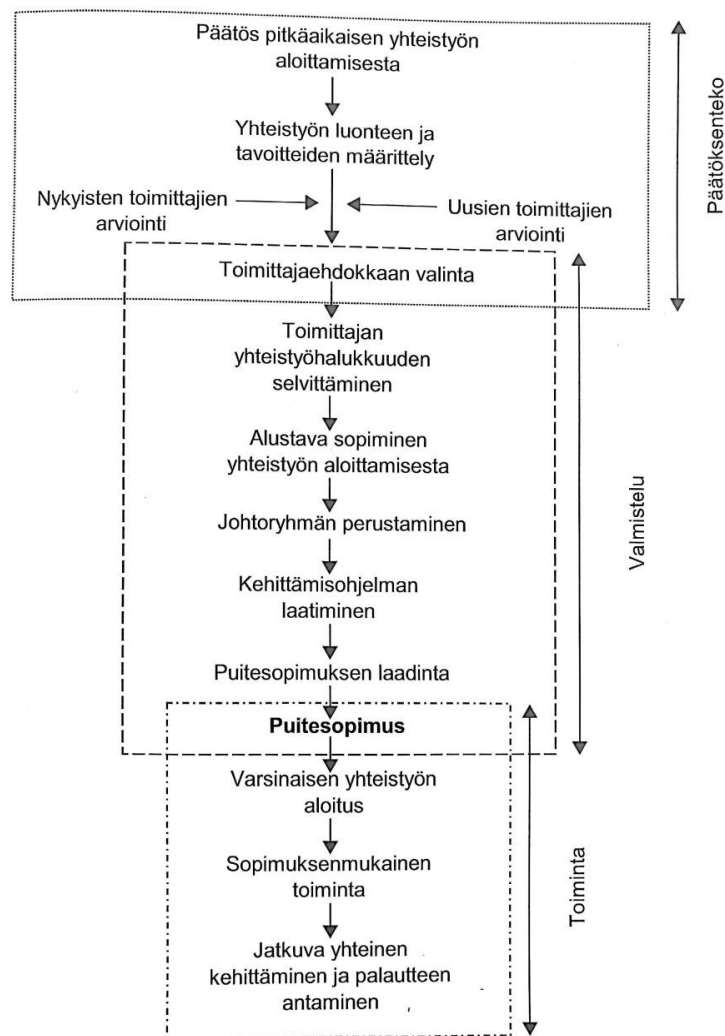 Päätös pitkäaikaisen yhteistyön
aloittamisesta
Yhteistyön luonteen ja
tavoitteiden määrittely
Nykyisten toimittajien
arviointi
Uusien toimittajien
arviointi
Toimittajaehdokkaan valinta
Toimittajan
yhteistyöhalukkuuden
selvittäminen
Alustava sopiminen
yhteistyön aloittamisesta
Johtoryhmän perustaminen
Kehittämisohjelman
laatiminen
Puitesopimuksen laadinta
Puitesopimus
Varsinaisen yhteistyön
aloitus
Sopimuksenmukainen
toiminta
Jatkuva yhteinen
kehittäminen ja palautteen
antaminen
Päätöksenteko
Valmistelu
Toiminta